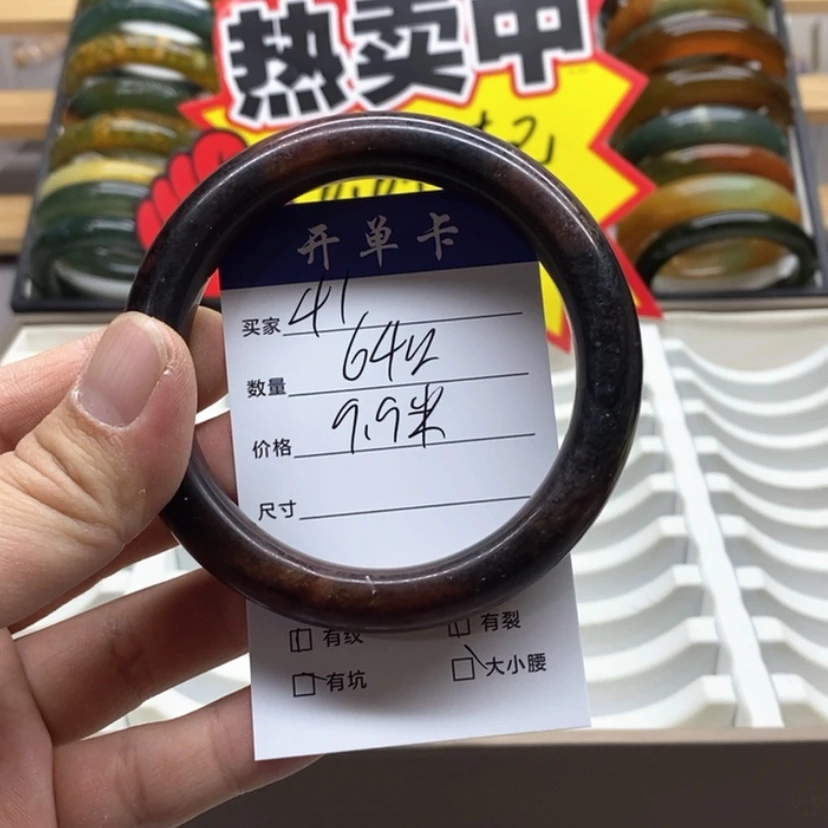 热卖中
开单卡
买家 41
数量
价格 9.9米
尺寸
有纹 有裂
有坑 大小腰